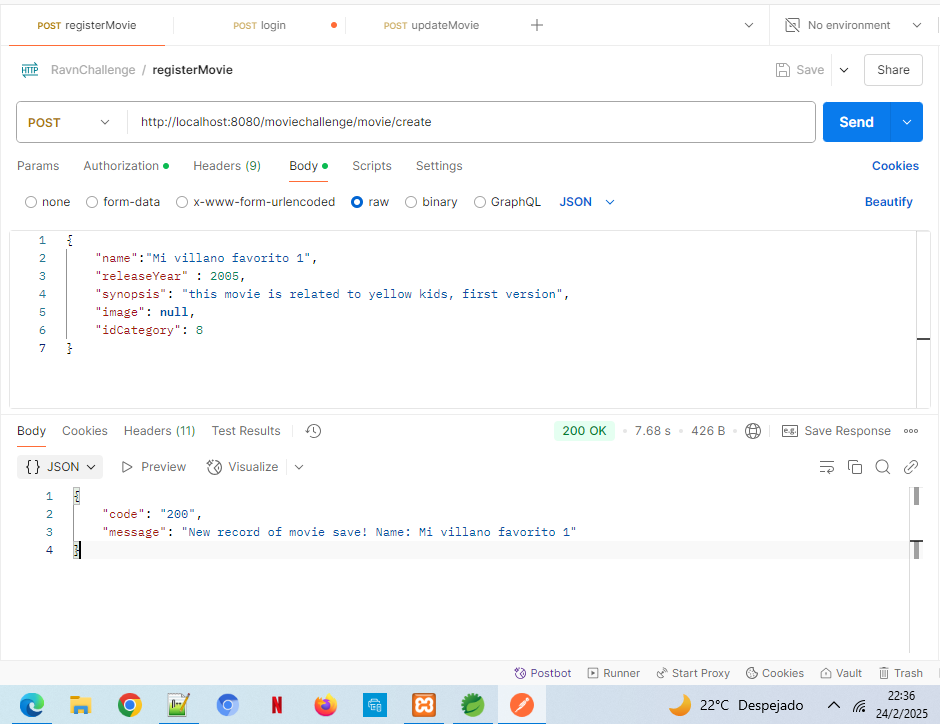 POST registerMovie
POST login
POST updateMovie
No environment
HTTP RavnChallenge / registerMovie
Save
Share
POST
http://localhost:8080/moviechallenge/movie/create
Send
Params
Authorization
Headers (9)
Body
Scripts
Settings
Cookies
none
form-data
x-www-form-urlencoded
raw
binary
GraphQL
JSON
Beautify
1 {
2 "name":"Mi villano favorito 1",
3 "releaseYear" : 2005,
4 "synopsis": "this movie is related to yellow kids, first version",
5 "image": null,
6 "idCategory": 8
7 }
Body
Cookies
Headers (11)
Test Results
200 OK
7.68 s
426 B
e.g. Save Response
{} JSON
Preview
Visualize
1 {
2 "code": "200",
3 "message": "New record of movie save! Name: Mi villano favorito 1"
4 }
Postbot
Runner
Start Proxy
Cookies
Vault
Trash
N
22°C Despejado
22:36
24/2/2025